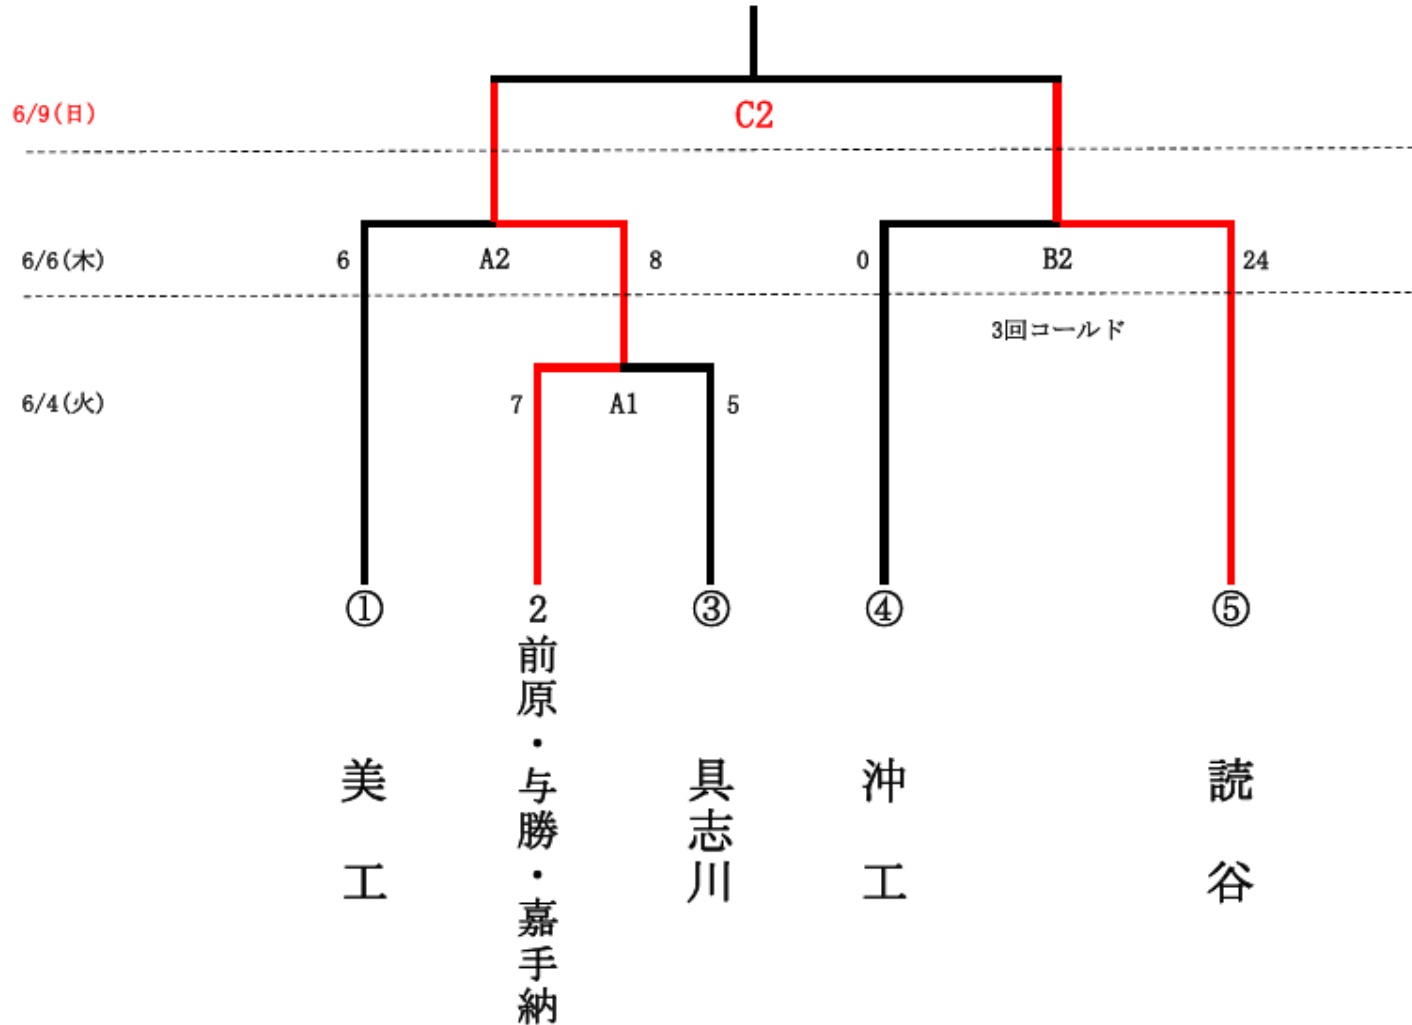 6/9(日)
C2
6/6(木)
6 A2 8
0 B2 24
3回コールド
6/4(火)
7 A1 5
① 2 ③ ④ ⑤
美工
前原・与勝・嘉手納
具志川
沖工
読谷